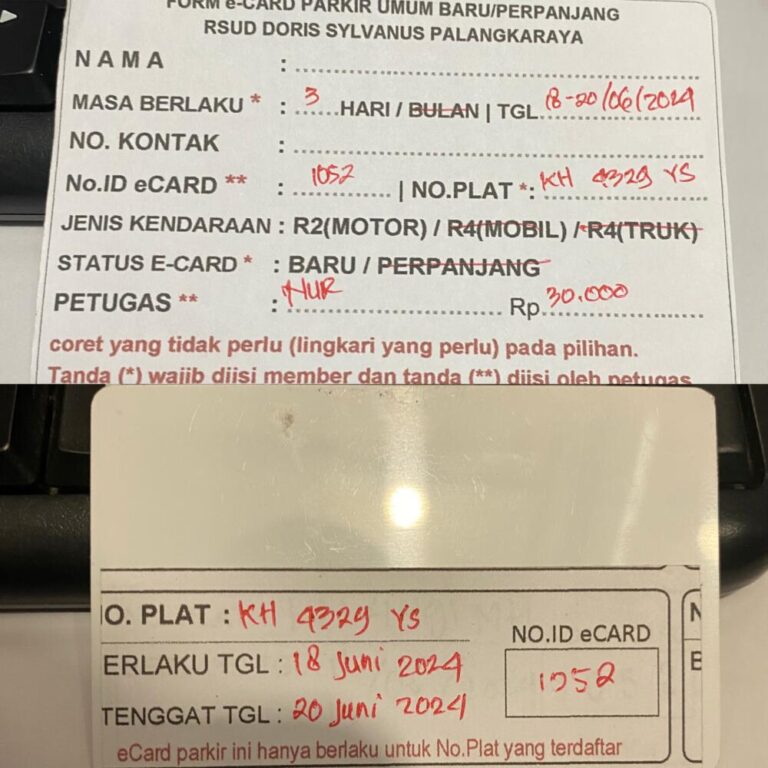 FORM e-CARD PARKIR UMUM BARU/PERPANJANG
RSUD DORIS SYLVANUS PALANGKARAYA
NAMA :
MASA BERLAKU * : 3 HARI / BULAN | TGL. 18-20/06/2024
NO. KONTAK :
No.ID eCARD ** : 1052 | NO.PLAT *: KH 4329 YS
JENIS KENDARAAN : R2(MOTOR) / R4(MOBIL) / R4(TRUK)
STATUS E-CARD * : BARU / PERPANJANG
PETUGAS ** : NUR Rp. 30.000
coret yang tidak perlu (lingkari yang perlu) pada pilihan.
Tanda (*) wajib diisi member dan tanda (**) diisi oleh petugas
NO. PLAT : KH 4329 YS
NO.ID eCARD
ERLAKU TGL : 18 Juni 2024
1052
TENGGAT TGL : 20 Juni 2024
eCard parkir ini hanya berlaku untuk No.Plat yang terdaftar